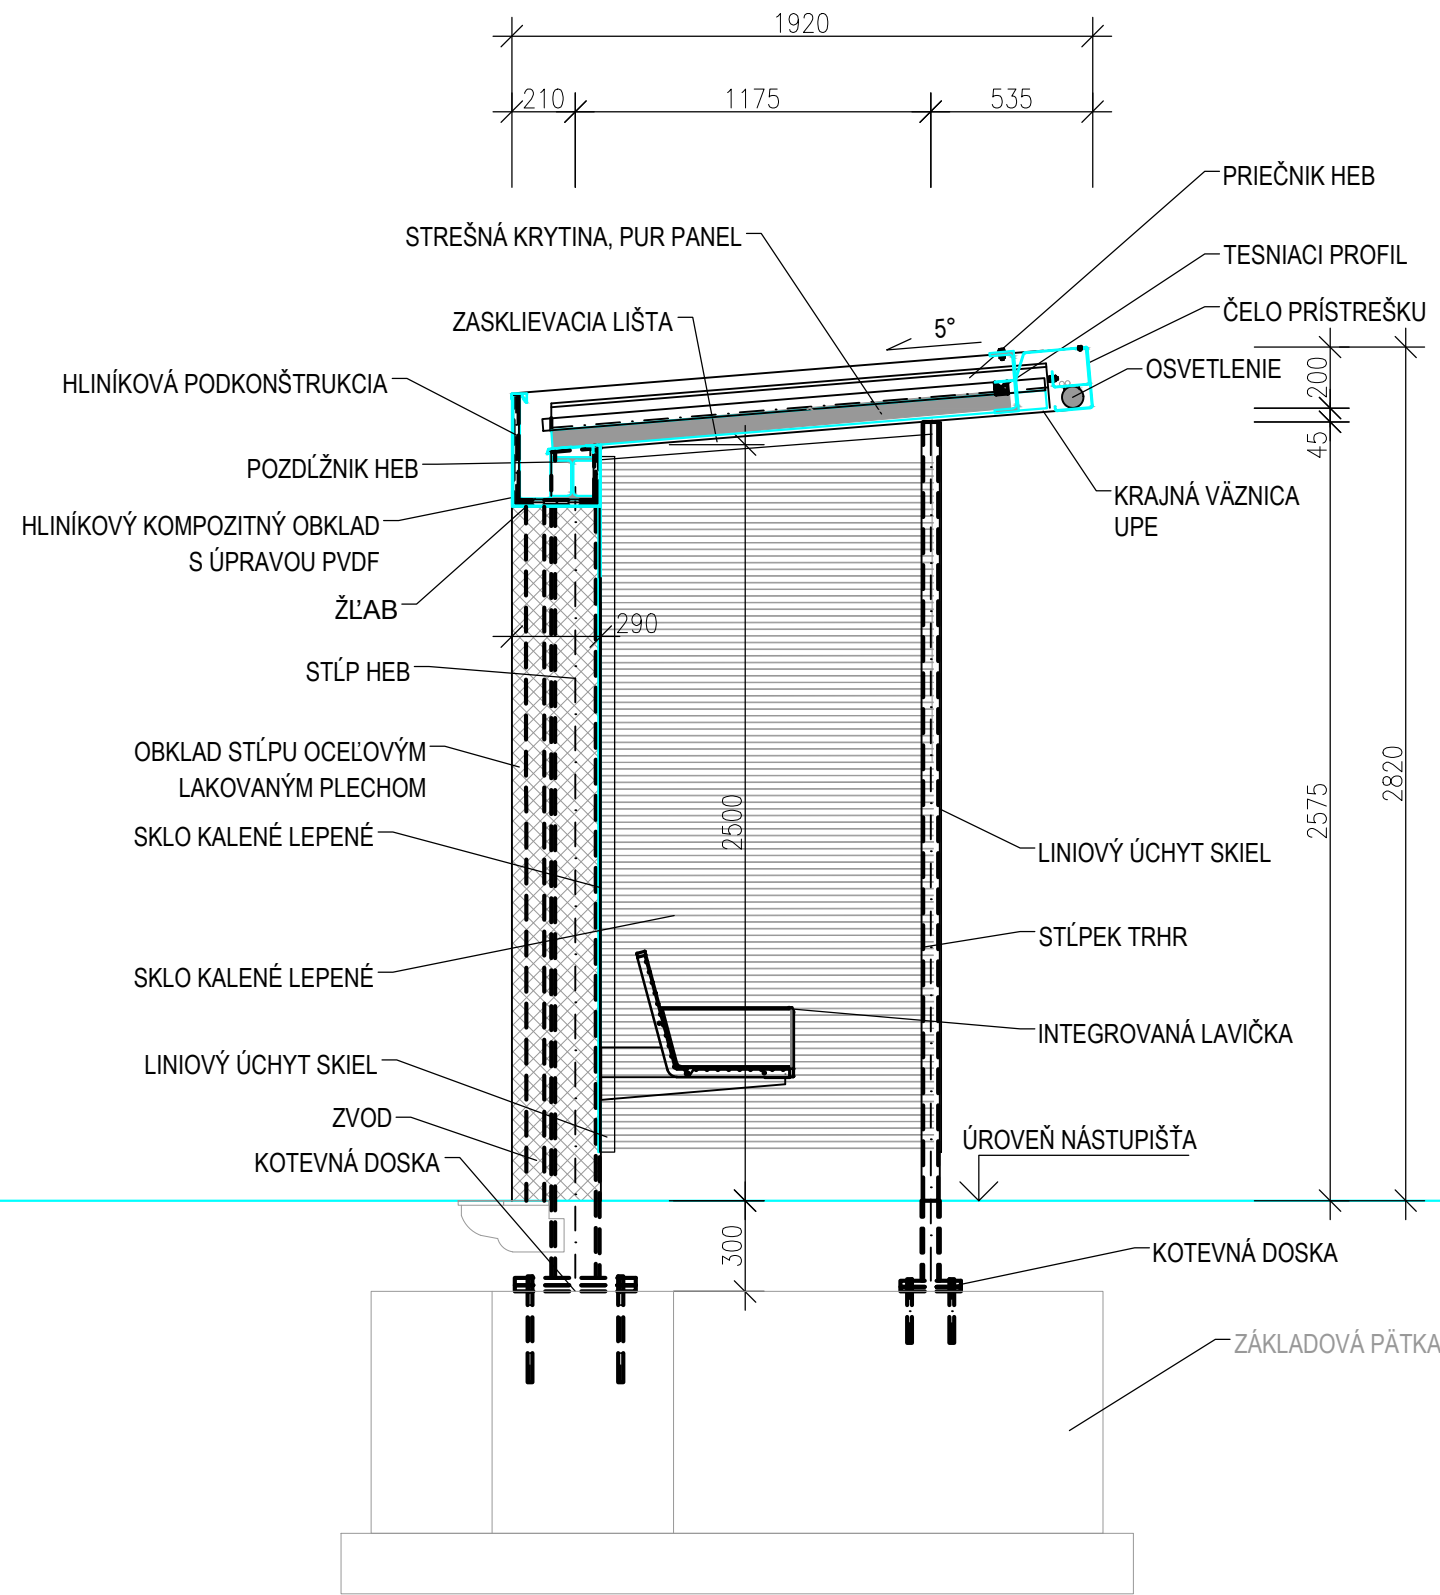 1920
210
1175
535
PRIEČNIK HEB
STREŠNÁ KRYTINA, PUR PANEL
TESNIACI PROFIL
ZASKLIEVACIA LIŠTA
5°
ČELO PRÍSTREŠKU
HLINÍKOVÁ PODKONŠTRUKCIA
OSVETLENIE
200
45
POZDĹŽNIK HEB
KRAJNÁ VÄZNICA
UPE
HLINÍKOVÝ KOMPOZITNÝ OBKLAD
S ÚPRAVOU PVDF
ŽĽAB
290
STĹP HEB
OBKLAD STĹPU OCEĽOVÝM
LAKOVANÝM PLECHOM
2500
2575
2820
SKLO KALENÉ LEPENÉ
LINIOVÝ ÚCHYT SKIEL
STĹPEK TRHR
SKLO KALENÉ LEPENÉ
INTEGROVANÁ LAVIČKA
LINIOVÝ ÚCHYT SKIEL
ZVOD
ÚROVEŇ NÁSTUPIŠŤA
KOTEVNÁ DOSKA
300
KOTEVNÁ DOSKA
ZÁKLADOVÁ PÄTKA